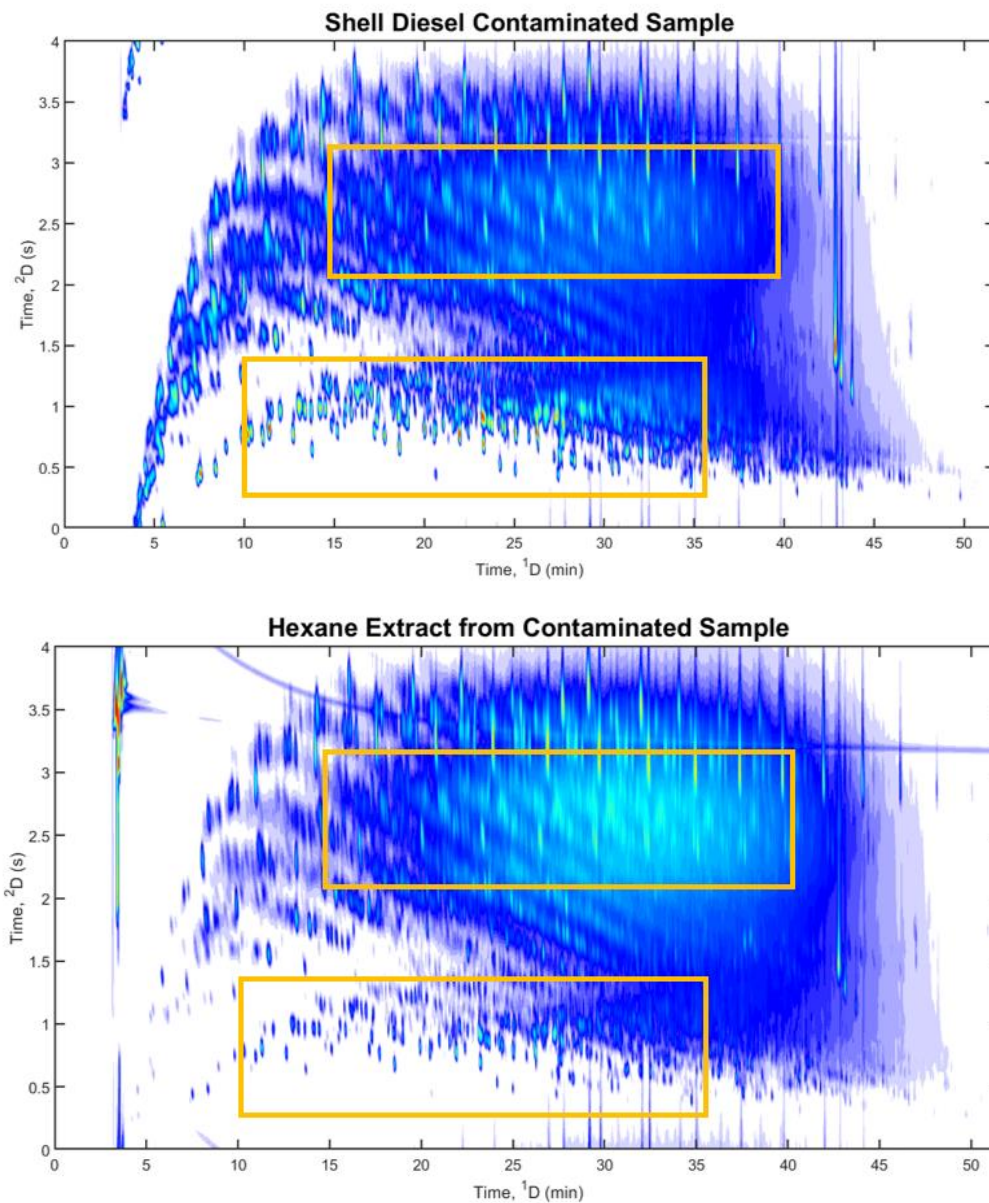 Shell Diesel Contaminated Sample
4
3.5
3
2.5
2
1.5
1
0.5
0
Time, ²D (s)
0 5 10 15 20 25 30 35 40 45 50
Time, ¹D (min)
Hexane Extract from Contaminated Sample
4
3.5
3
2.5
2
1.5
1
0.5
0
Time, ²D (s)
0 5 10 15 20 25 30 35 40 45 50
Time, ¹D (min)